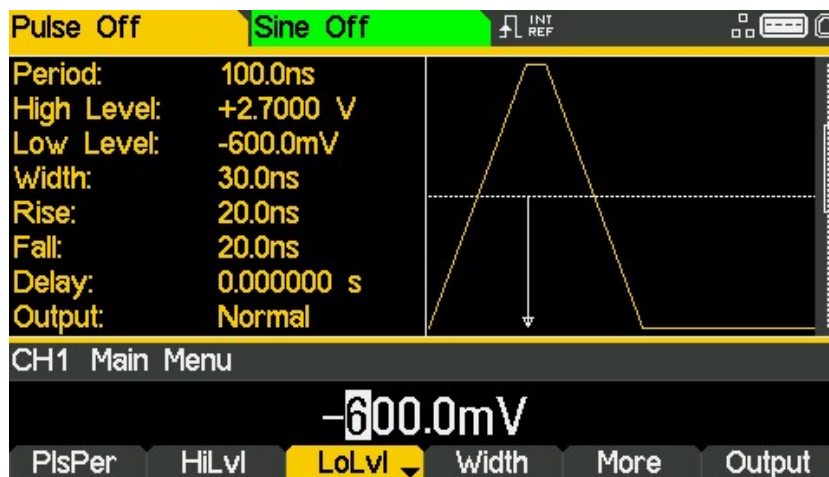 Pulse Off Sine Off INT REF
Period: 100.0ns
High Level: +2.7000 V
Low Level: -600.0mV
Width: 30.0ns
Rise: 20.0ns
Fall: 20.0ns
Delay: 0.000000 s
Output: Normal
CH1 Main Menu
-600.0mV
PlsPer HiLvl LoLvl Width More Output